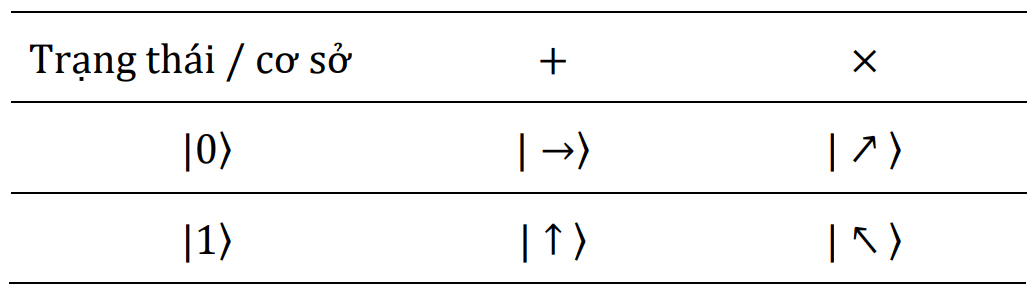 Trạng thái / cơ sở + ×
|0⟩ | →⟩ | ↗ ⟩
|1⟩ | ↑ ⟩ | ↖ ⟩